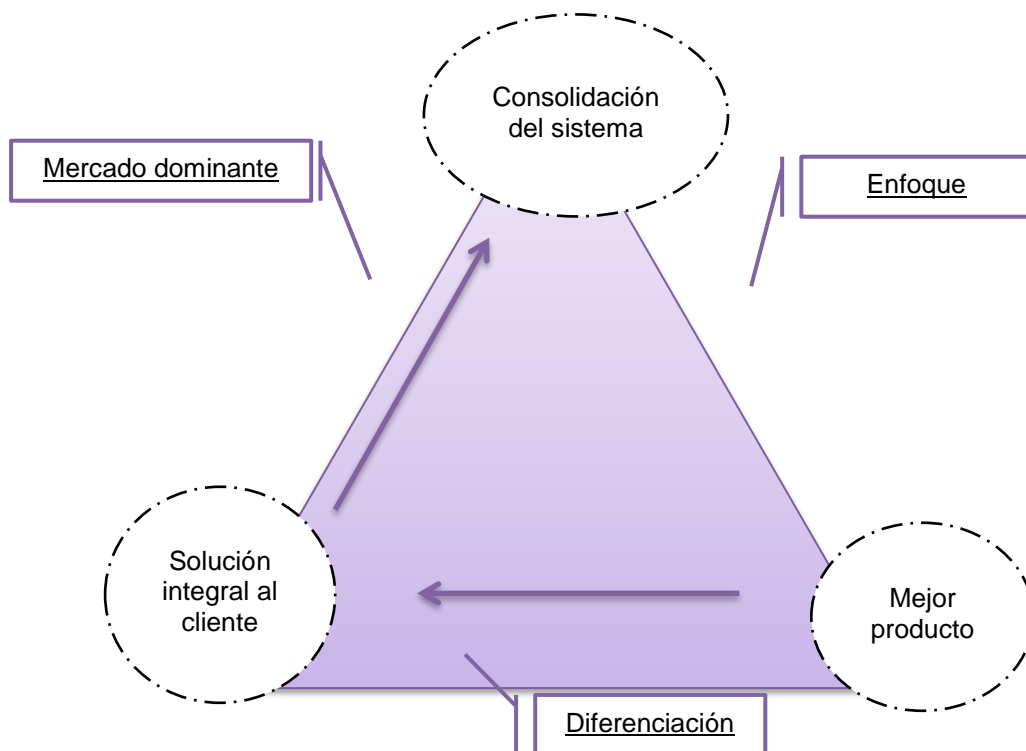 Consolidación
del sistema
Mercado dominante
Enfoque
Solución
integral al
cliente
Mejor
producto
Diferenciación